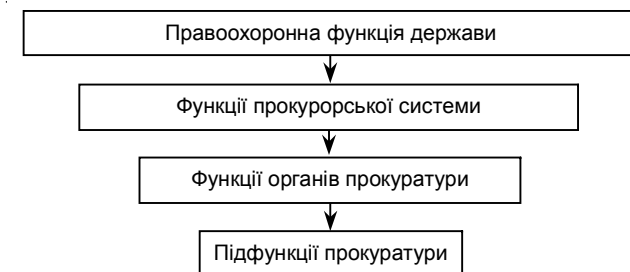 Правоохоронна функція держави
Функції прокурорської системи
Функції органів прокуратури
Підфункції прокуратури